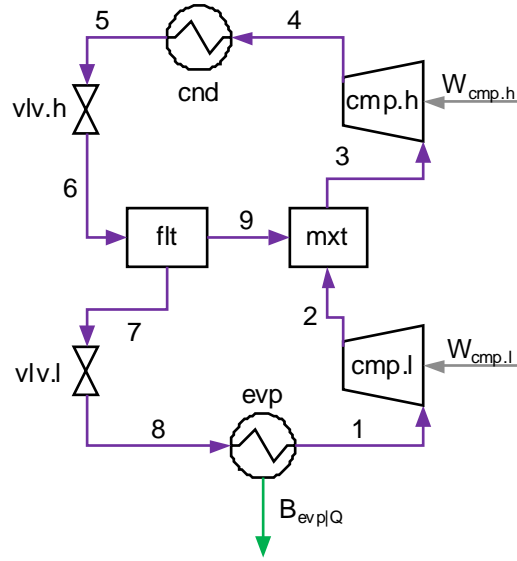 5
4
cnd
cmp.h
W_cmp.h
vlv.h
3
6
flt
9
mxt
7
2
vlv.l
cmp.l
W_cmp.l
evp
8
1
B_evp|Q